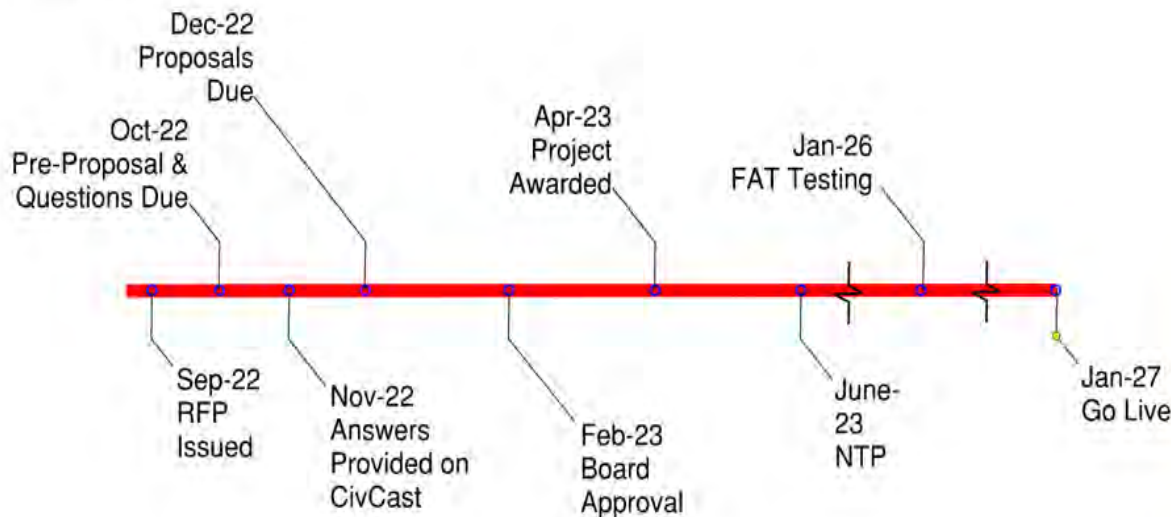 Dec-22
Proposals
Due
Oct-22
Pre-Proposal &
Questions Due
Apr-23
Project
Awarded
Jan-26
FAT Testing
Sep-22
RFP
Issued
Nov-22
Answers
Provided on
CivCast
Feb-23
Board
Approval
June-
23
NTP
Jan-27
Go Live